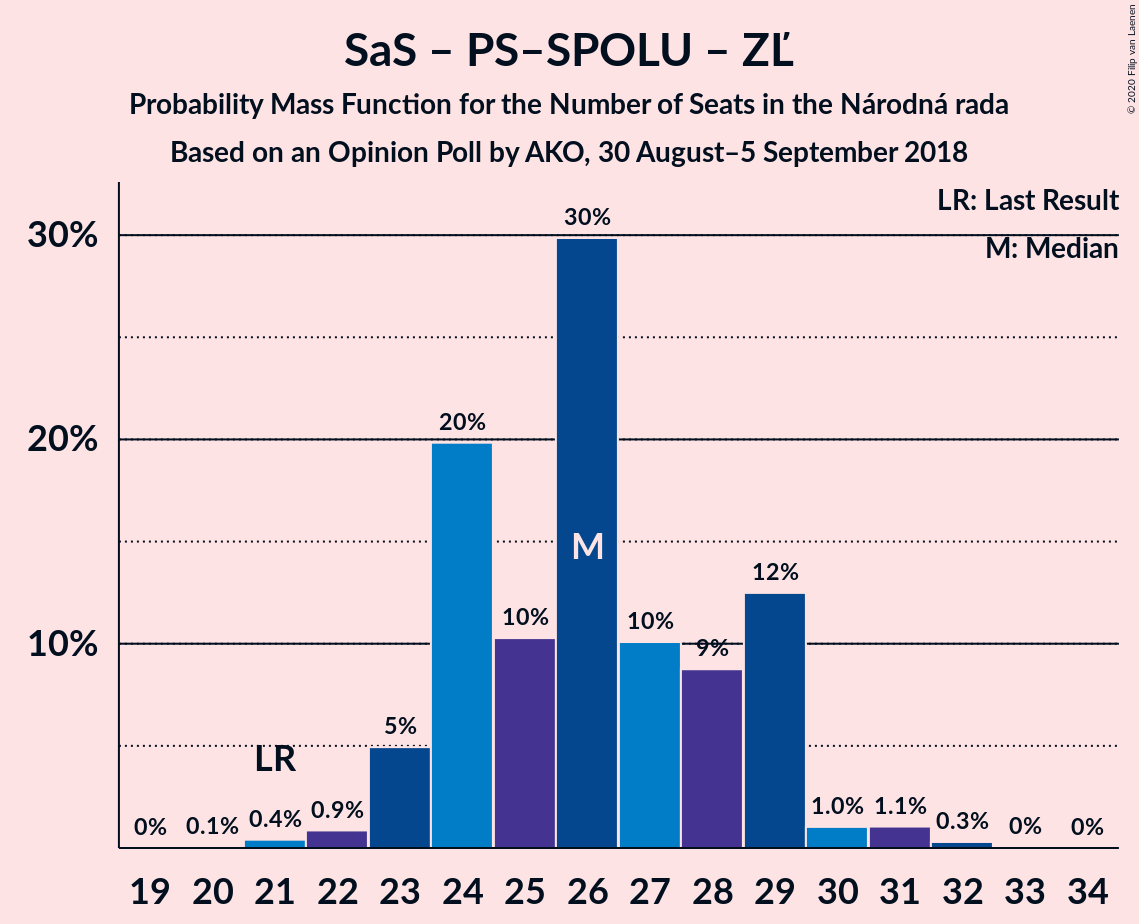 SaS – PS–SPOLU – ZĽ
Probability Mass Function for the Number of Seats in the Národná rada
Based on an Opinion Poll by AKO, 30 August–5 September 2018
© 2020 Filip van Laenen
LR: Last Result
M: Median
30%
20%
10%
0%
0.1%
0.4%
0.9%
5%
20%
10%
30%
10%
9%
12%
1.0%
1.1%
0.3%
0%
0%
LR
M
19 20 21 22 23 24 25 26 27 28 29 30 31 32 33 34